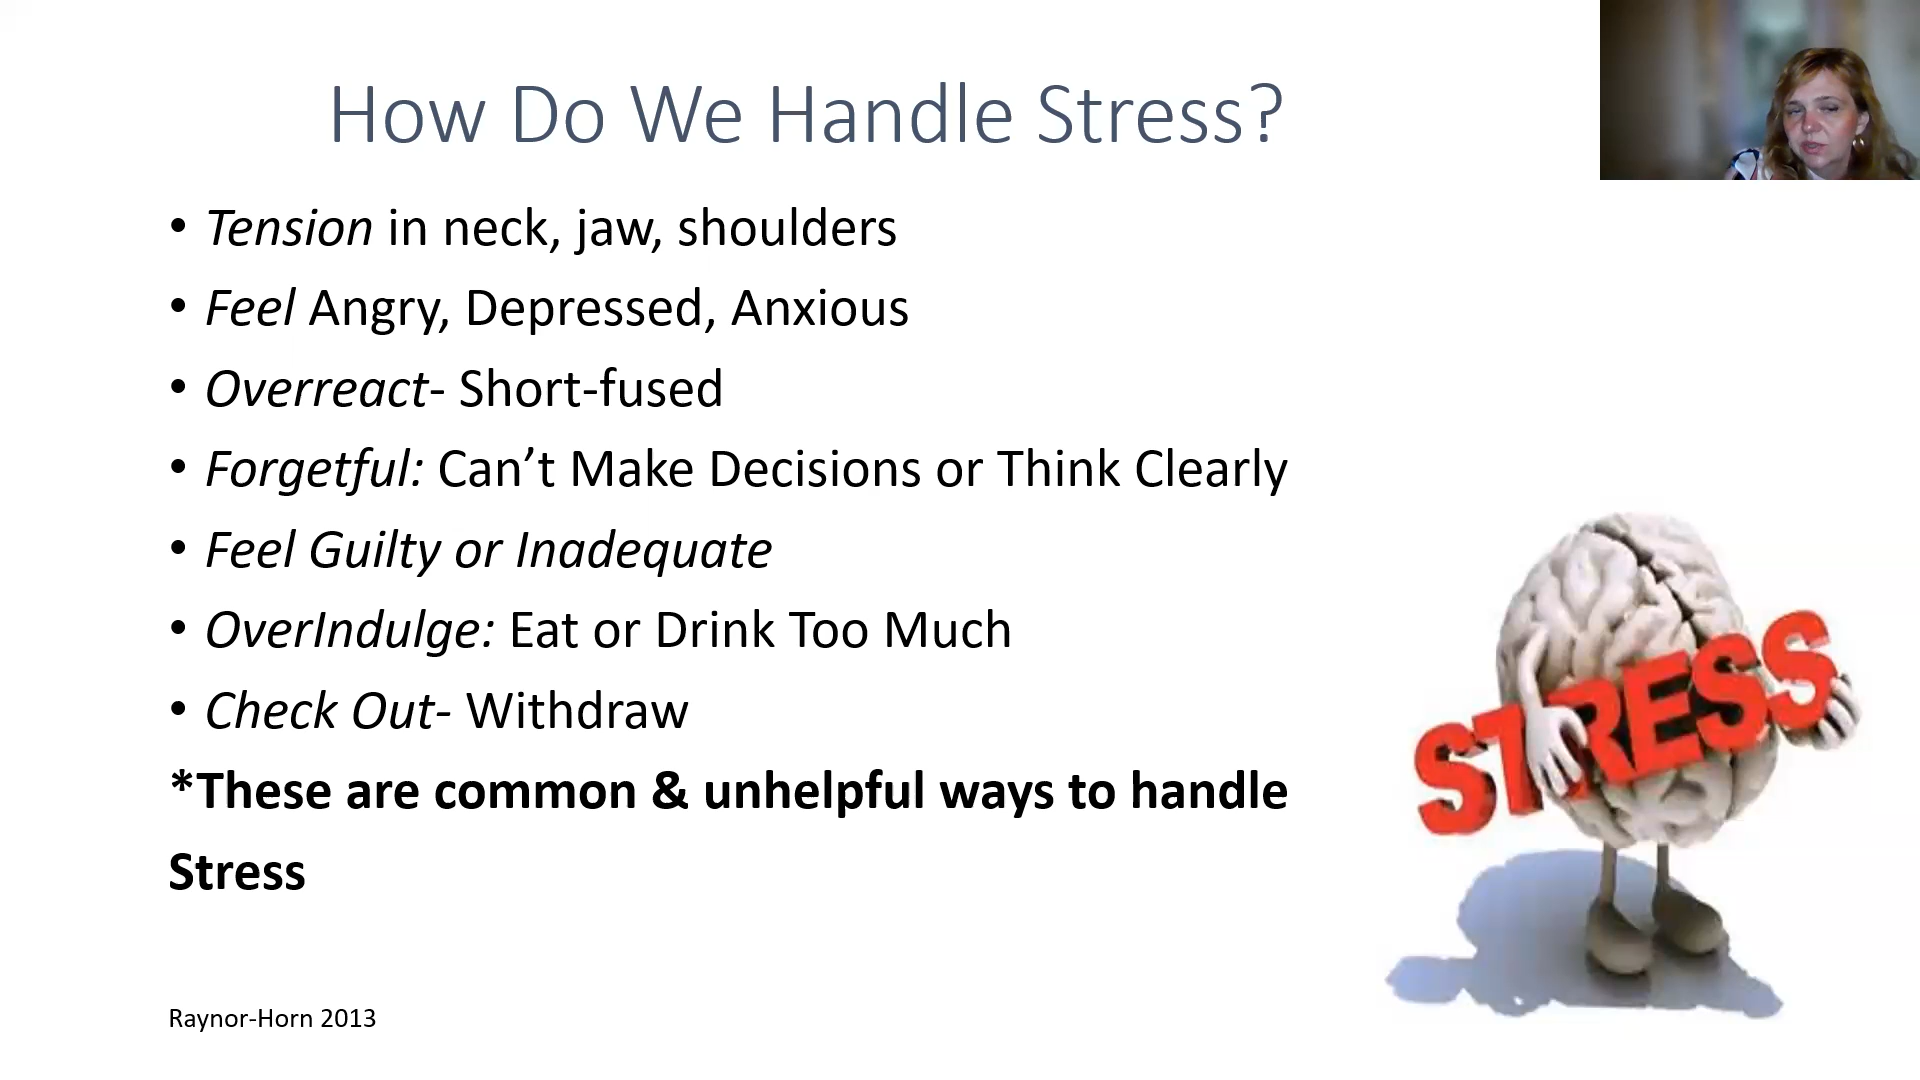 How Do We Handle Stress?
• Tension in neck, jaw, shoulders
• Feel Angry, Depressed, Anxious
• Overreact- Short-fused
• Forgetful: Can’t Make Decisions or Think Clearly
• Feel Guilty or Inadequate
• OverIndulge: Eat or Drink Too Much
• Check Out- Withdraw
*These are common & unhelpful ways to handle
Stress
STRESS
Raynor-Horn 2013